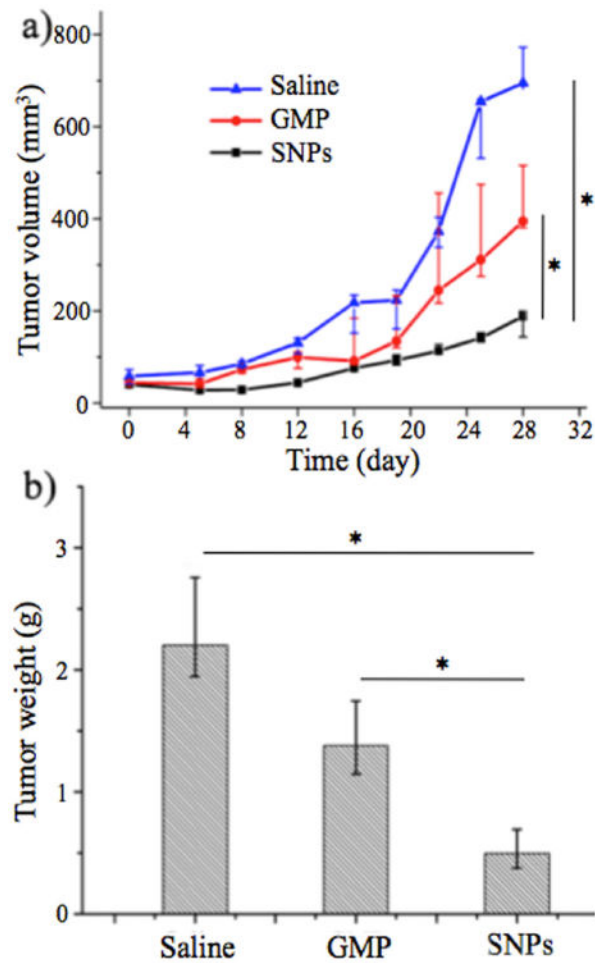 a)
Tumor volume (mm³)
800
600
400
200
0
Saline
GMP
SNPs
*
*
0 4 8 12 16 20 24 28 32
Time (day)
b)
Tumor weight (g)
3
2
1
0
*
*
Saline GMP SNPs